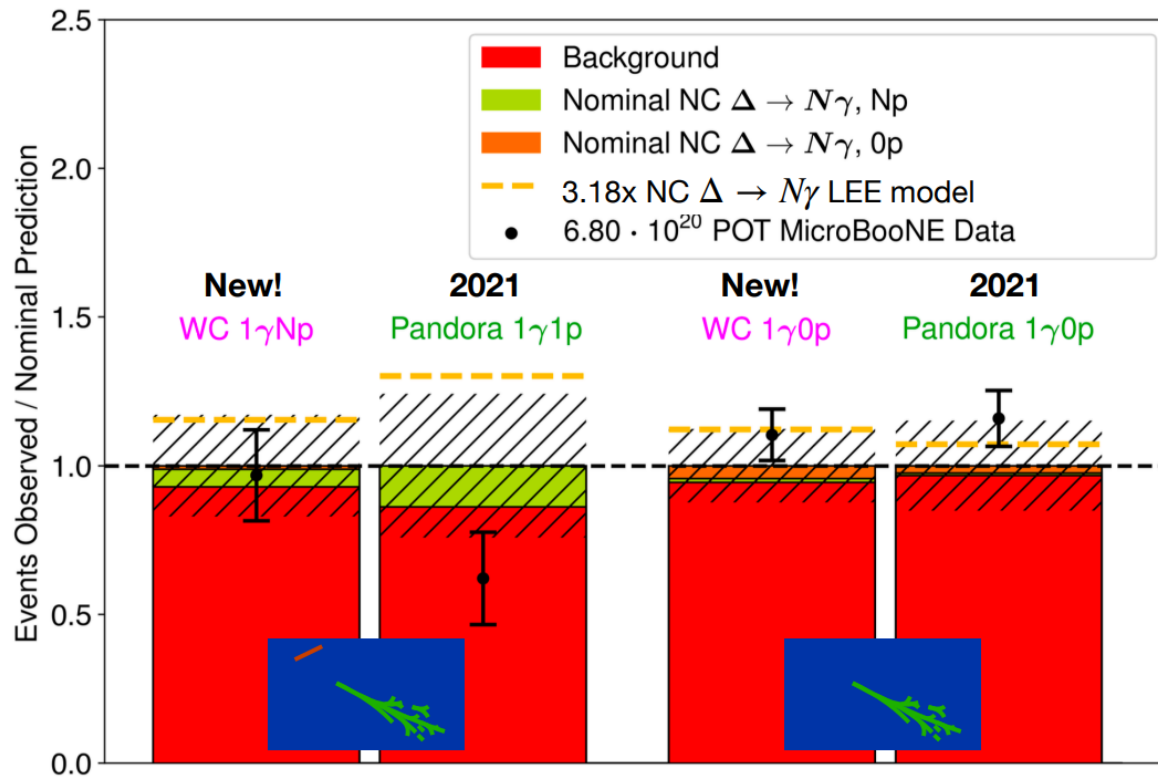 2.5
2.0
1.5
1.0
0.5
0.0
Events Observed / Nominal Prediction
Background
Nominal NC Δ → Nγ, Np
Nominal NC Δ → Nγ, 0p
3.18x NC Δ → Nγ LEE model
6.80 · 10²⁰ POT MicroBooNE Data
New!
WC 1γNp
2021
Pandora 1γ1p
New!
WC 1γ0p
2021
Pandora 1γ0p